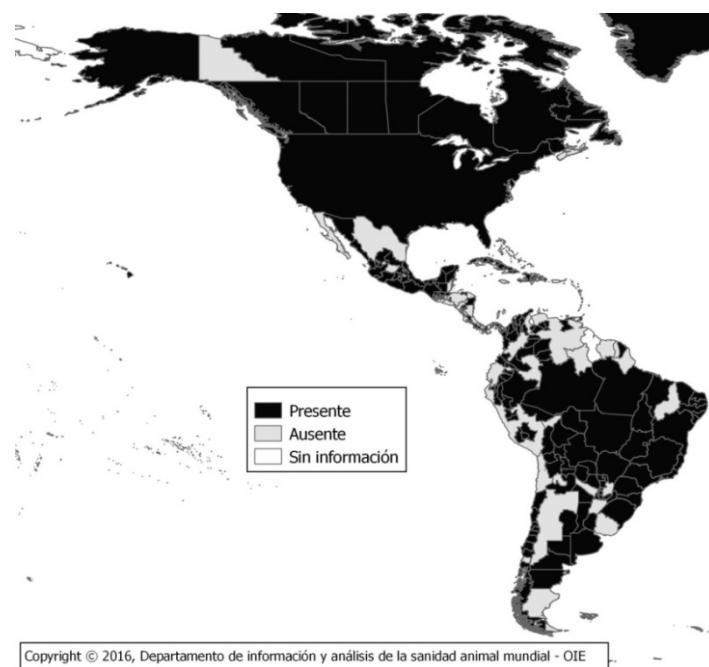 Presente
Ausente
Sin información
Copyright © 2016, Departamento de información y análisis de la sanidad animal mundial - OIE